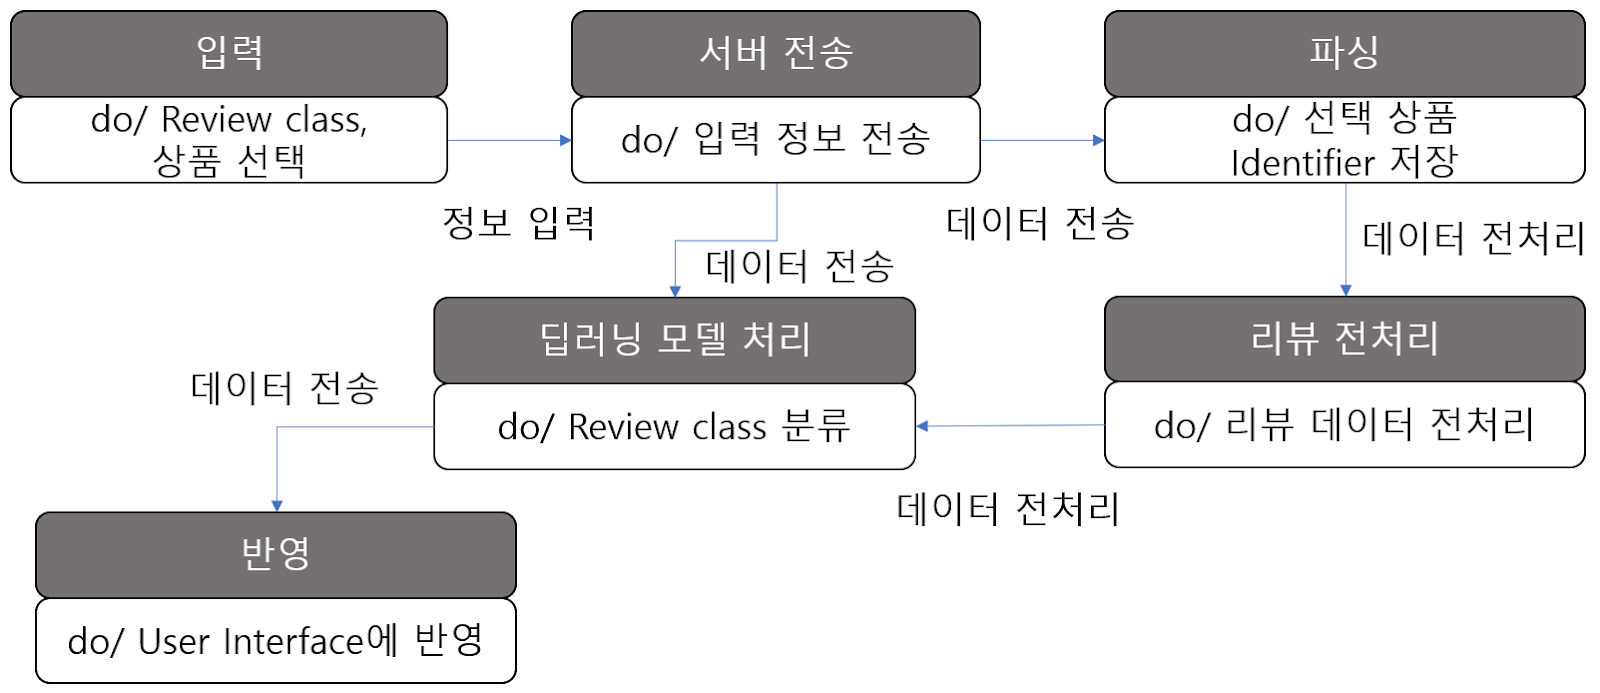 입력
do/ Review class,
상품 선택
서버 전송
do/ 입력 정보 전송
파싱
do/ 선택 상품
Identifier 저장
정보 입력
데이터 전송
데이터 전처리
데이터 전송
딥러닝 모델 처리
do/ Review class 분류
리뷰 전처리
do/ 리뷰 데이터 전처리
데이터 전송
데이터 전처리
반영
do/ User Interface에 반영